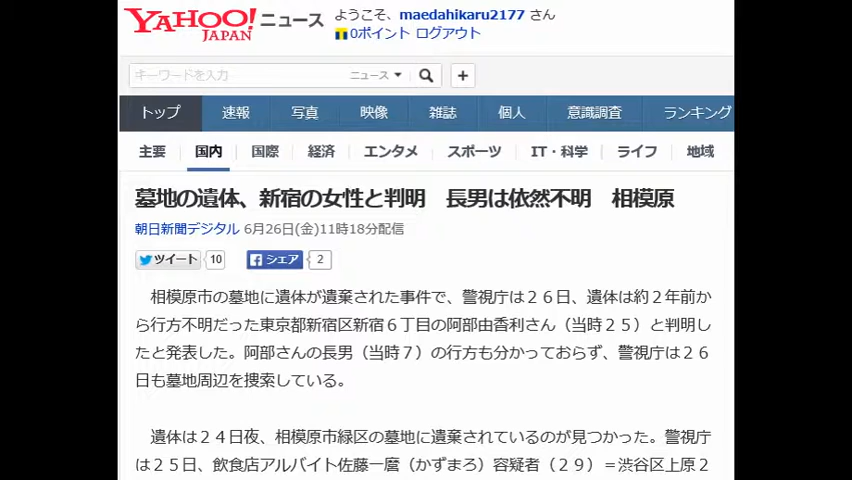 YAHOO! ニュース
JAPAN
ようこそ、maedahikaru2177 さん
0ポイント ログアウト
キーワードを入力 ニュース
トップ 速報 写真 映像 雑誌 個人 意識調査 ランキング
主要 国内 国際 経済 エンタメ スポーツ IT・科学 ライフ 地域
墓地の遺体、新宿の女性と判明 長男は依然不明 相模原
朝日新聞デジタル 6月26日(金)11時18分配信
ツイート 10 シェア 2
相模原市の墓地に遺体が遺棄された事件で、警視庁は２６日、遺体は約２年前か
ら行方不明だった東京都新宿区新宿６丁目の阿部由香利さん（当時２５）と判明し
たと発表した。阿部さんの長男（当時７）の行方も分かっておらず、警視庁は２６
日も墓地周辺を捜索している。
遺体は２４日夜、相模原市緑区の墓地に遺棄されているのが見つかった。警視庁
は２５日、飲食店アルバイト佐藤一麿（かずまろ）容疑者（２９）＝渋谷区上原２